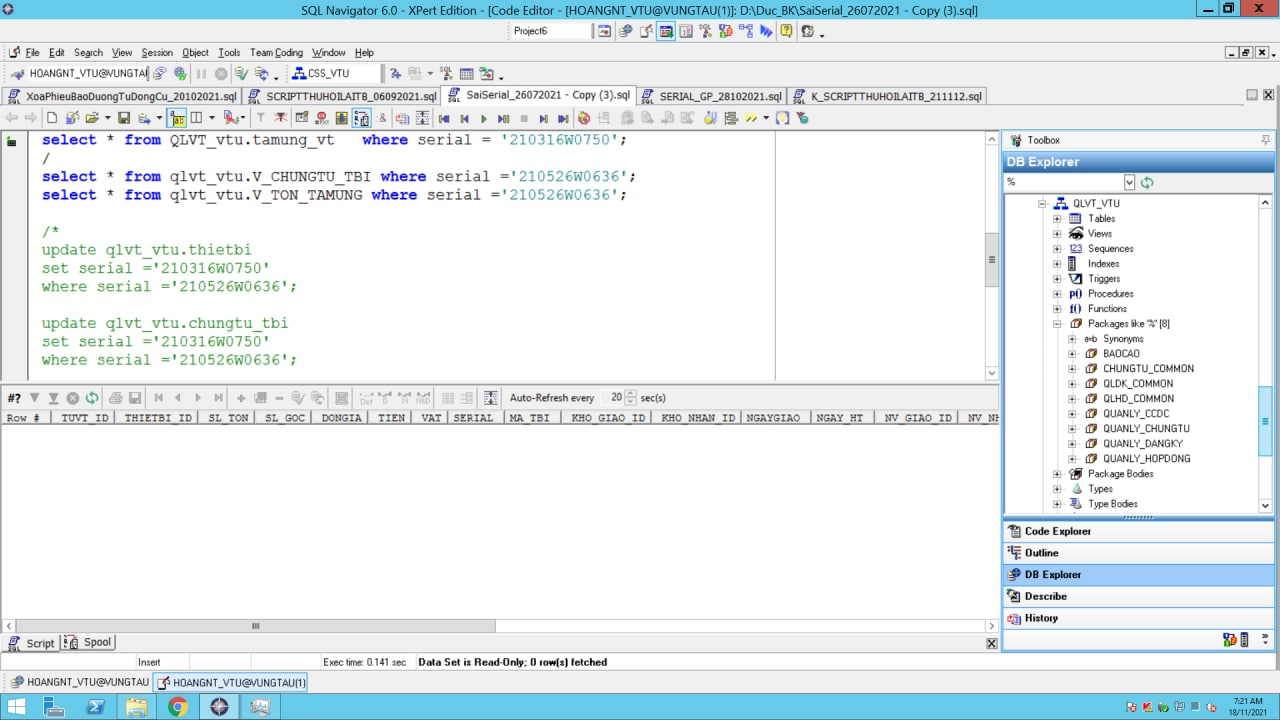 SQL Navigator 6.0 - XPert Edition - [Code Editor - [HOANGNT_VTU@VUNGTAU(1)]: D:\Duc_BK\SaiSerial_26072021 - Copy (3).sql]
Project6
File Edit Search View Session Object Tools Team Coding Window Help
HOANGNT_VTU@VUNGTAU
CSS_VTU
XoaPhieuBaoDuongTuDongCu_20102021.sql
SCRIPTTHUHOILAITB_06092021.sql
SaiSerial_26072021 - Copy (3).sql
SERIAL_GP_28102021.sql
K_SCRIPTTHUHOILAITB_211112.sql
select * from QLVT_vtu.tamung_vt   where serial = '210316W0750';
/
select * from qlvt_vtu.V_CHUNGTU_TBI where serial ='210526W0636';
select * from qlvt_vtu.V_TON_TAMUNG where serial ='210526W0636';
/*
update qlvt_vtu.thietbi
set serial ='210316W0750'
where serial ='210526W0636';
update qlvt_vtu.chungtu_tbi
set serial ='210316W0750'
where serial ='210526W0636';
#? Auto-Refresh every 20 sec(s)
Row # TUVT_ID THIETBI_ID SL_TON SL_GOC DONGIA TIEN VAT SERIAL MA_TBI KHO_GIAO_ID KHO_NHAN_ID NGAYGIAO NGAY_HT NV_GIAO_ID
Script Spool
Insert Exec time: 0.141 sec Data Set is Read-Only; 0 row(s) fetched
HOANGNT_VTU@VUNGTAU HOANGNT_VTU@VUNGTAU(1)
Toolbox
DB Explorer
%
QLVT_VTU
Tables
Views
Sequences
Indexes
Triggers
Procedures
Functions
Packages like '%' [8]
Synonyms
BAOCAO
CHUNGTU_COMMON
QLDK_COMMON
QLHD_COMMON
QUANLY_CCDC
QUANLY_CHUNGTU
QUANLY_DANGKY
QUANLY_HOPDONG
Package Bodies
Types
Type Bodies
Code Explorer
Outline
DB Explorer
Describe
History
7:21 AM
18/11/2021